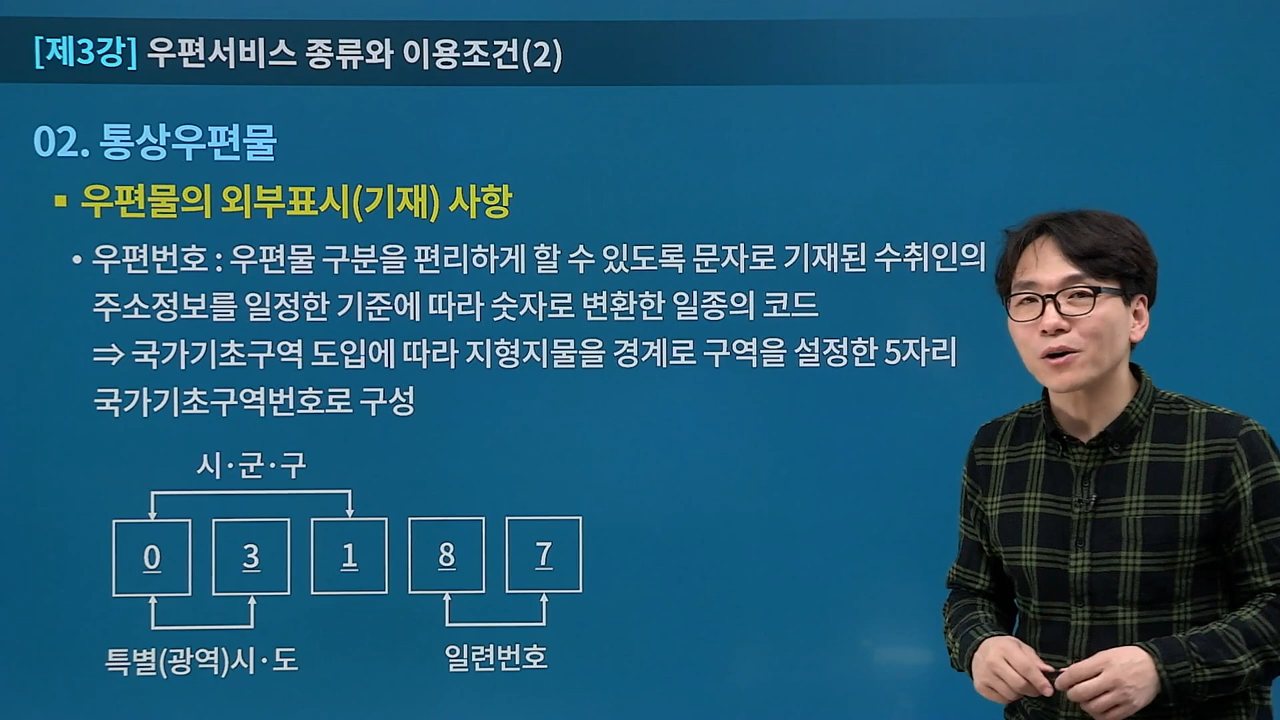 [제3강] 우편서비스 종류와 이용조건(2)
02. 통상우편물
▪ 우편물의 외부표시(기재) 사항
• 우편번호 : 우편물 구분을 편리하게 할 수 있도록 문자로 기재된 수취인의
주소정보를 일정한 기준에 따라 숫자로 변환한 일종의 코드
⇒ 국가기초구역 도입에 따라 지형지물을 경계로 구역을 설정한 5자리
국가기초구역번호로 구성
시·군·구
0 3 1 8 7
특별(광역)시·도 일련번호